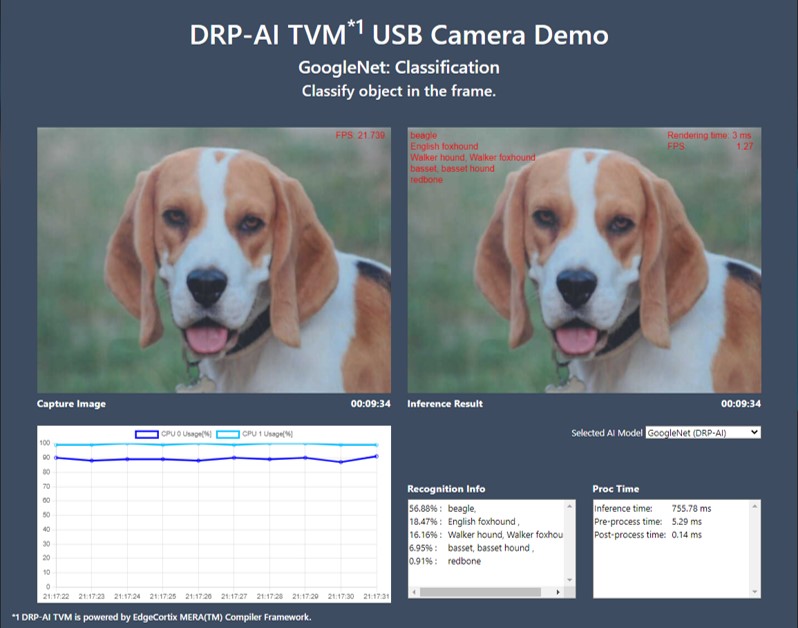 DRP-AI TVM*1 USB Camera Demo
GoogleNet: Classification
Classify object in the frame.
FPS: 21.739
beagle
English foxhound
Walker hound, Walker foxhound
basset, basset hound
redbone
Rendering time: 3 ms
FPS: 1.27
Capture Image 00:09:34
Inference Result 00:09:34
CPU 0 Usage[%] CPU 1 Usage[%]
100
90
80
70
60
50
40
30
20
10
0
21:17:22 21:17:23 21:17:24 21:17:25 21:17:26 21:17:27 21:17:28 21:17:29 21:17:30 21:17:31
Selected AI Model GoogleNet (DRP-AI)
Recognition Info
56.88% : beagle,
18.47% : English foxhound ,
16.16% : Walker hound, Walker foxhou
6.95% : basset, basset hound ,
0.91% : redbone
Proc Time
Inference time: 755.78 ms
Pre-process time: 5.29 ms
Post-process time: 0.14 ms
*1 DRP-AI TVM is powered by EdgeCortix MERA(TM) Compiler Framework.